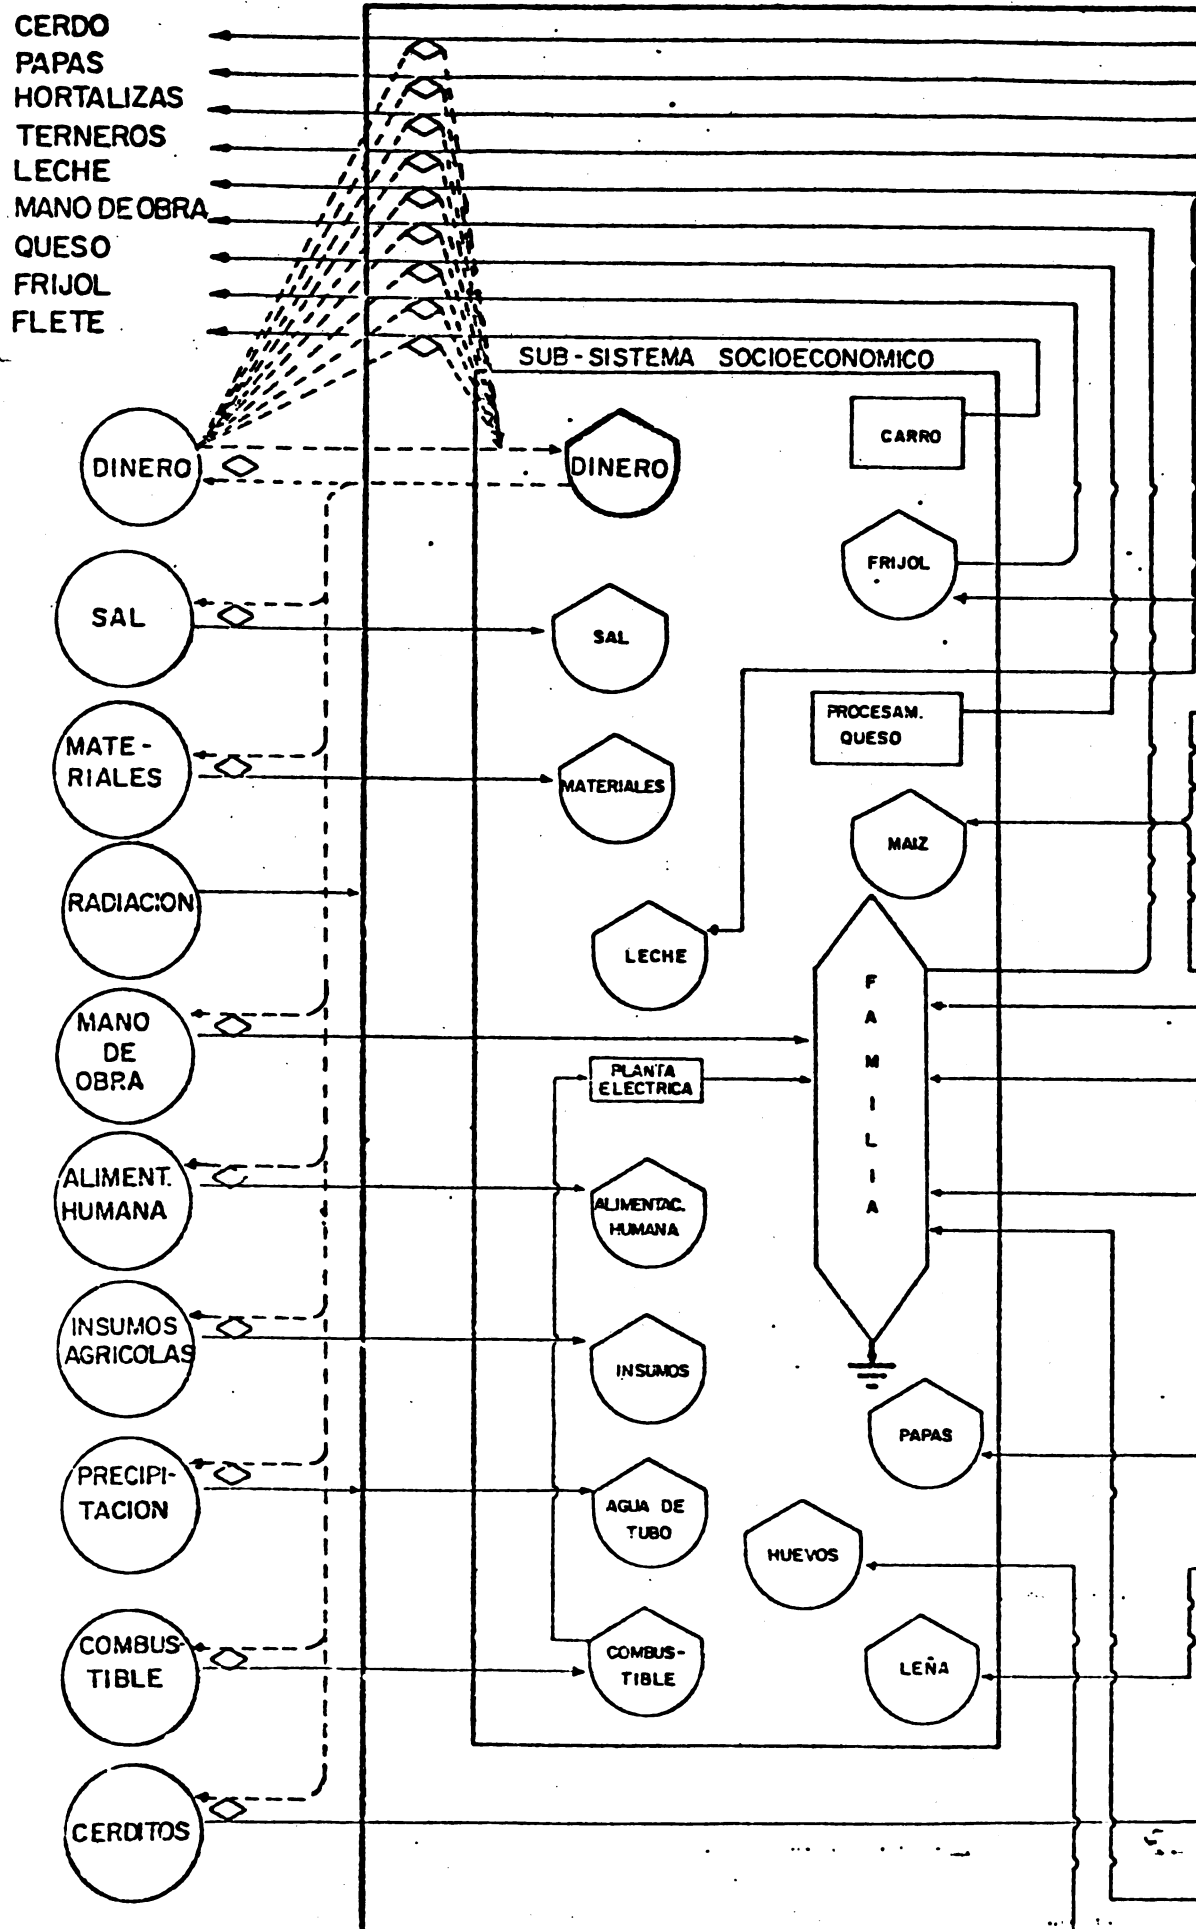 CERDO
PAPAS
HORTALIZAS
TERNEROS
LECHE
MANO DE OBRA
QUESO
FRIJOL
FLETE
SUB-SISTEMA SOCIOECONOMICO
DINERO
SAL
MATE-
RIALES
RADIACION
MANO
DE
OBRA
ALIMENT.
HUMANA
INSUMOS
AGRICOLAS
PRECIPI-
TACION
COMBUS-
TIBLE
CERDITOS
DINERO
SAL
MATERIALES
LECHE
PLANTA
ELECTRICA
ALIMENTAC.
HUMANA
INSUMOS
AGUA DE
TUBO
COMBUS-
TIBLE
CARRO
FRIJOL
PROCESAM.
QUESO
MAIZ
FAMILIA
PAPAS
HUEVOS
LEÑA